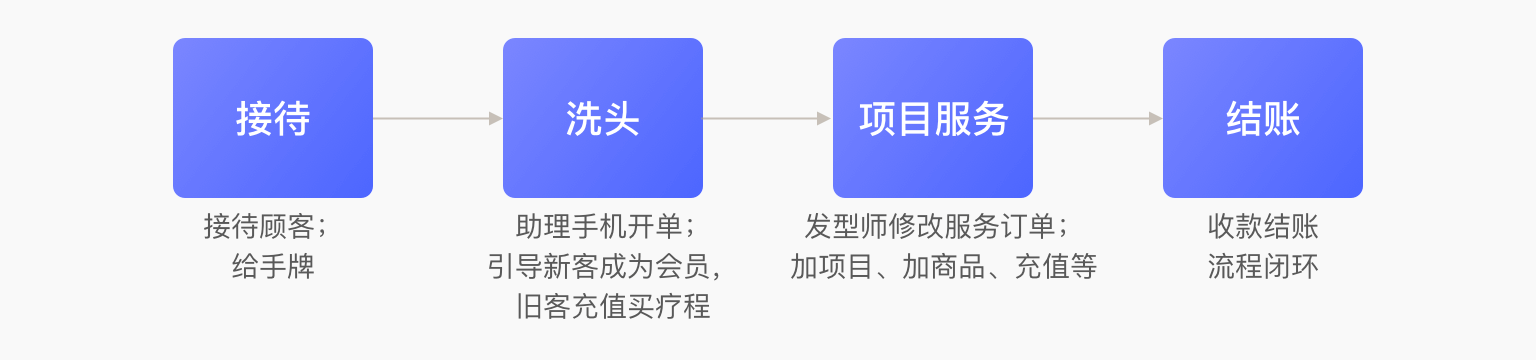 接待
洗头
项目服务
结账
接待顾客；
给手牌
助理手机开单；
引导新客成为会员，
旧客充值买疗程
发型师修改服务订单；
加项目、加商品、充值等
收款结账
流程闭环